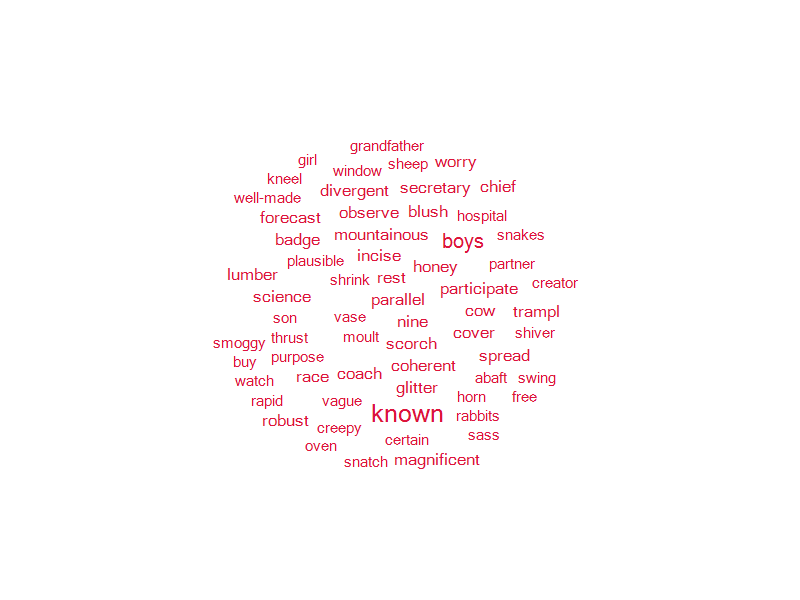 grandfather
girl window sheep worry
kneel divergent secretary chief
well-made observe blush hospital
forecast mountainous boys snakes
badge incise
plausible honey partner
lumber shrink rest participate creator
science parallel cow trampl
son vase nine
smoggy thrust moult scorch cover shiver
buy purpose coherent spread
watch race coach glitter abaft swing
rapid vague known horn free
robust creepy certain rabbits sass
oven
snatch magnificent